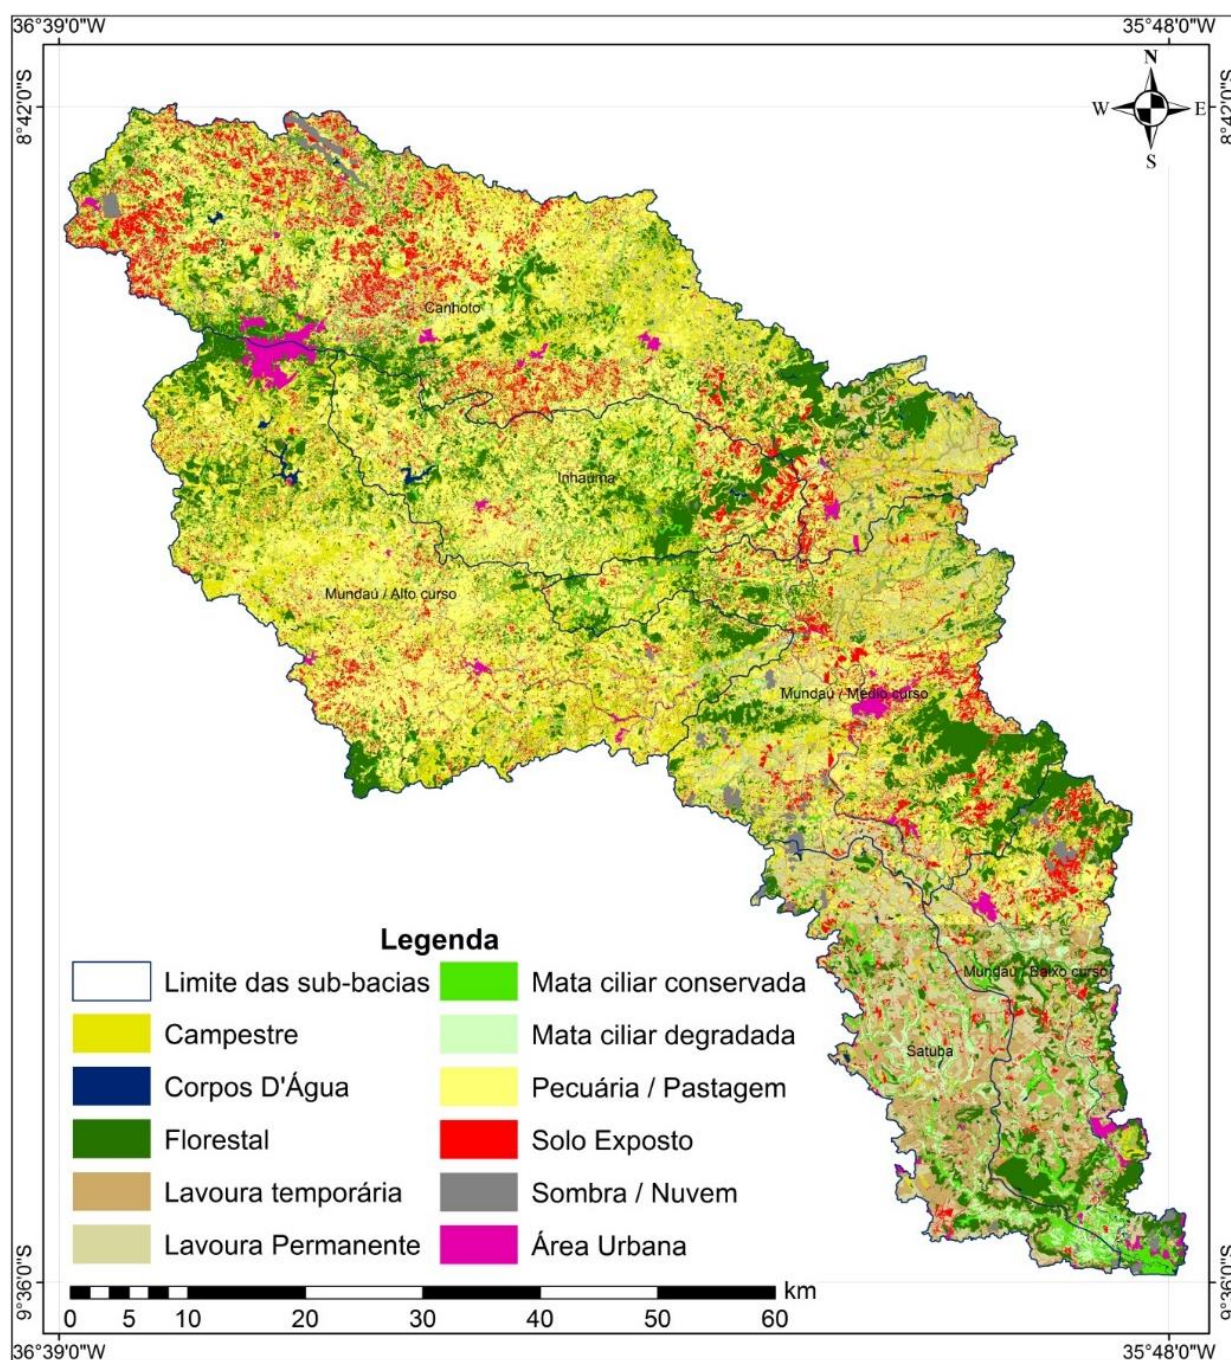 36°39'0"W 35°48'0"W
8°42'0"S 8°42'0"S
N
W E
S
Canhoto
Inhauma
Mundaú / Alto curso
Mundaú / Médio curso
Mundaú / Baixo curso
Satuba
Legenda
Limite das sub-bacias
Campestre
Corpos D'Água
Florestal
Lavoura temporária
Lavoura Permanente
Mata ciliar conservada
Mata ciliar degradada
Pecuária / Pastagem
Solo Exposto
Sombra / Nuvem
Área Urbana
9°36'0"S 9°36'0"S
km
0 5 10 20 30 40 50 60
36°39'0"W 35°48'0"W